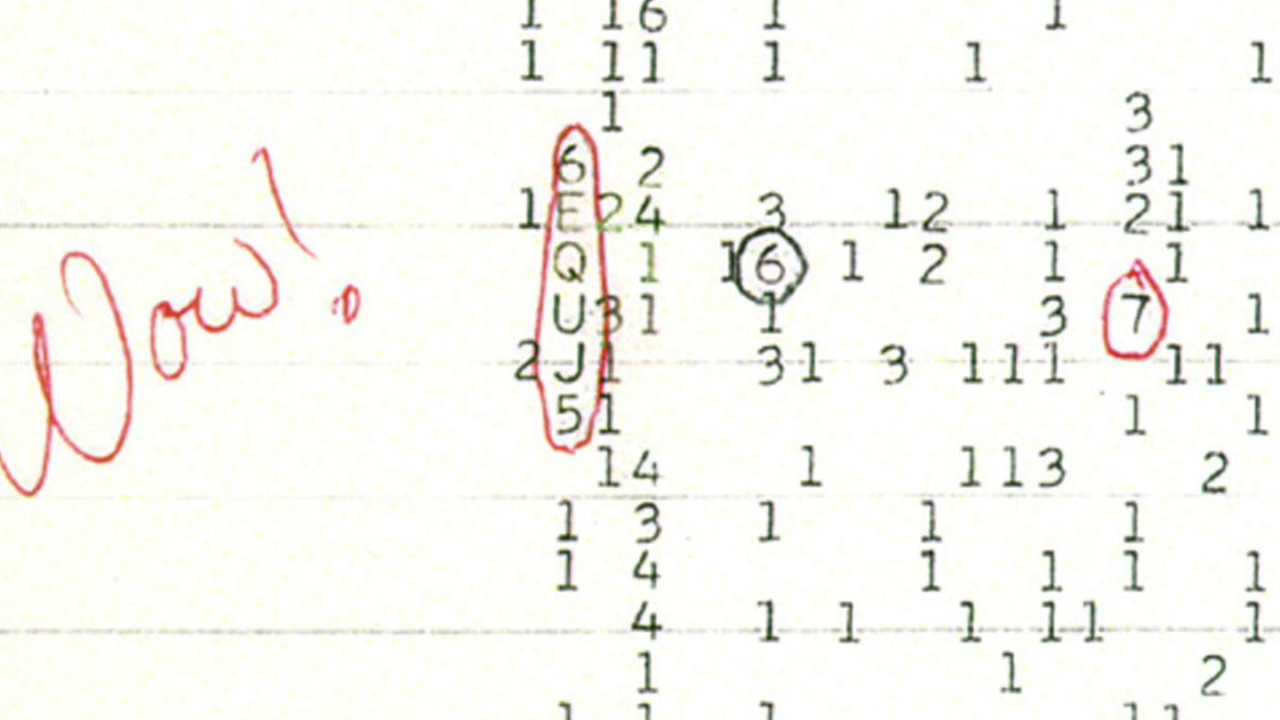 1 16 1 1
1 11 1 1 1
1 3
6 2 31
1E24 3 12 1 21 1
Q 1 16 1 2 1 1
U31 1 3 7 1
2J1 31 3 111 11
51 1 1
14 1 113 2
1 3 1 1 1
1 4 1 1 1 1
4 1 1 1 11 1
1 1 2
Wow!